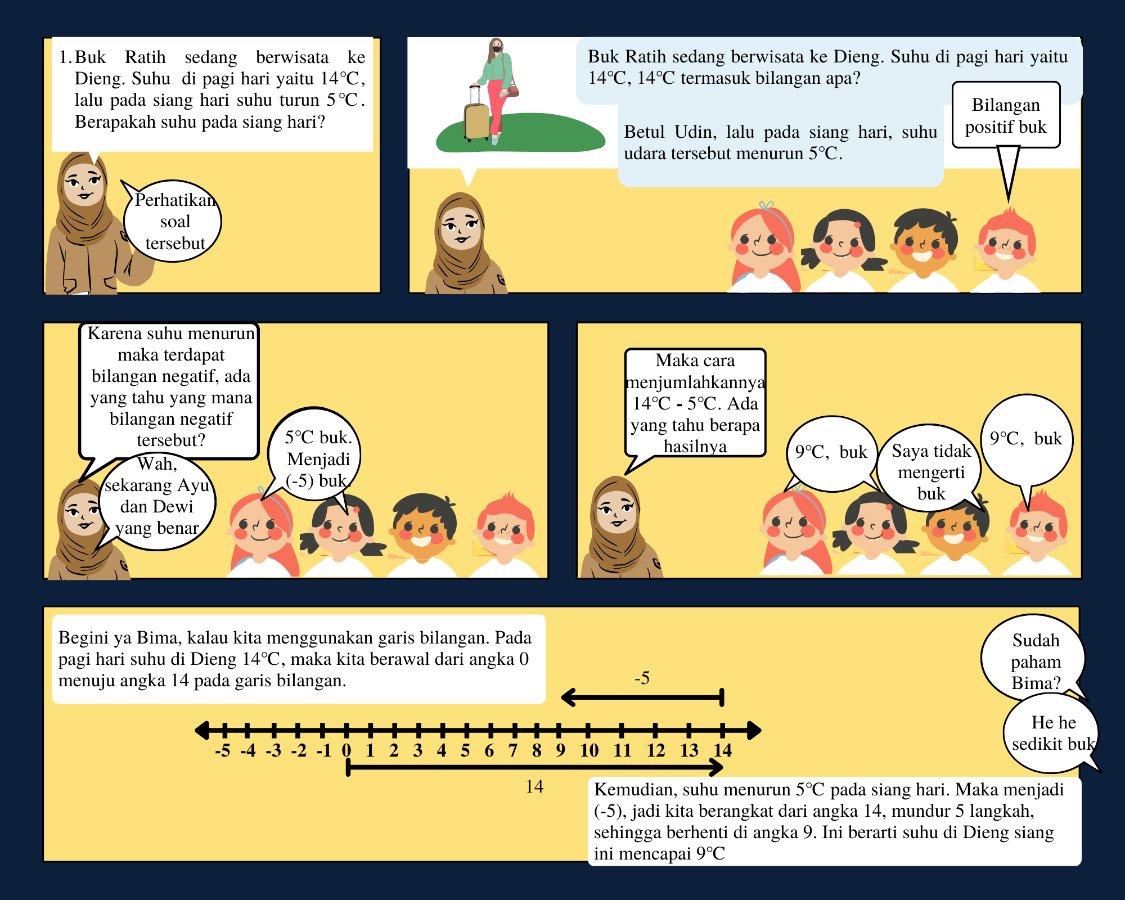 1. Buk Ratih sedang berwisata ke
Dieng. Suhu di pagi hari yaitu 14°C,
lalu pada siang hari suhu turun 5°C.
Berapakah suhu pada siang hari?
Perhatikan
soal
tersebut
Buk Ratih sedang berwisata ke Dieng. Suhu di pagi hari yaitu
14°C, 14°C termasuk bilangan apa?
Bilangan
positif buk
Betul Udin, lalu pada siang hari, suhu
udara tersebut menurun 5°C.
Karena suhu menurun
maka terdapat
bilangan negatif, ada
yang tahu yang mana
bilangan negatif
tersebut?
5°C buk.
Menjadi
(-5) buk.
Wah,
sekarang Ayu
dan Dewi
yang benar
Maka cara
menjumlahkannya
14°C - 5°C. Ada
yang tahu berapa
hasilnya
9°C, buk
Saya tidak
mengerti
buk
9°C, buk
Begini ya Bima, kalau kita menggunakan garis bilangan. Pada
pagi hari suhu di Dieng 14°C, maka kita berawal dari angka 0
menuju angka 14 pada garis bilangan.
-5
-5 -4 -3 -2 -1 0 1 2 3 4 5 6 7 8 9 10 11 12 13 14
14
Kemudian, suhu menurun 5°C pada siang hari. Maka menjadi
(-5), jadi kita berangkat dari angka 14, mundur 5 langkah,
sehingga berhenti di angka 9. Ini berarti suhu di Dieng siang
ini mencapai 9°C
Sudah
paham
Bima?
He he
sedikit buk